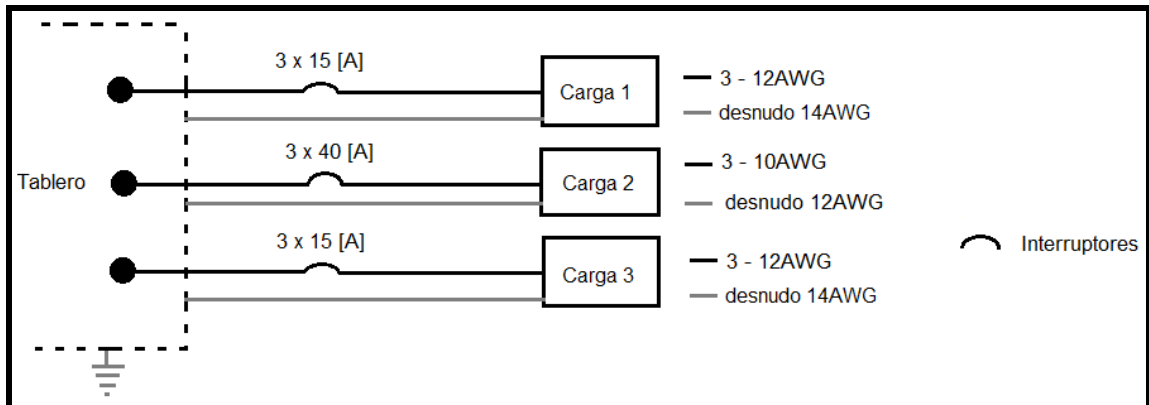 3 x 15 [A]
Carga 1
3 - 12AWG
desnudo 14AWG
3 x 40 [A]
Tablero
Carga 2
3 - 10AWG
desnudo 12AWG
3 x 15 [A]
Carga 3
3 - 12AWG
desnudo 14AWG
Interruptores